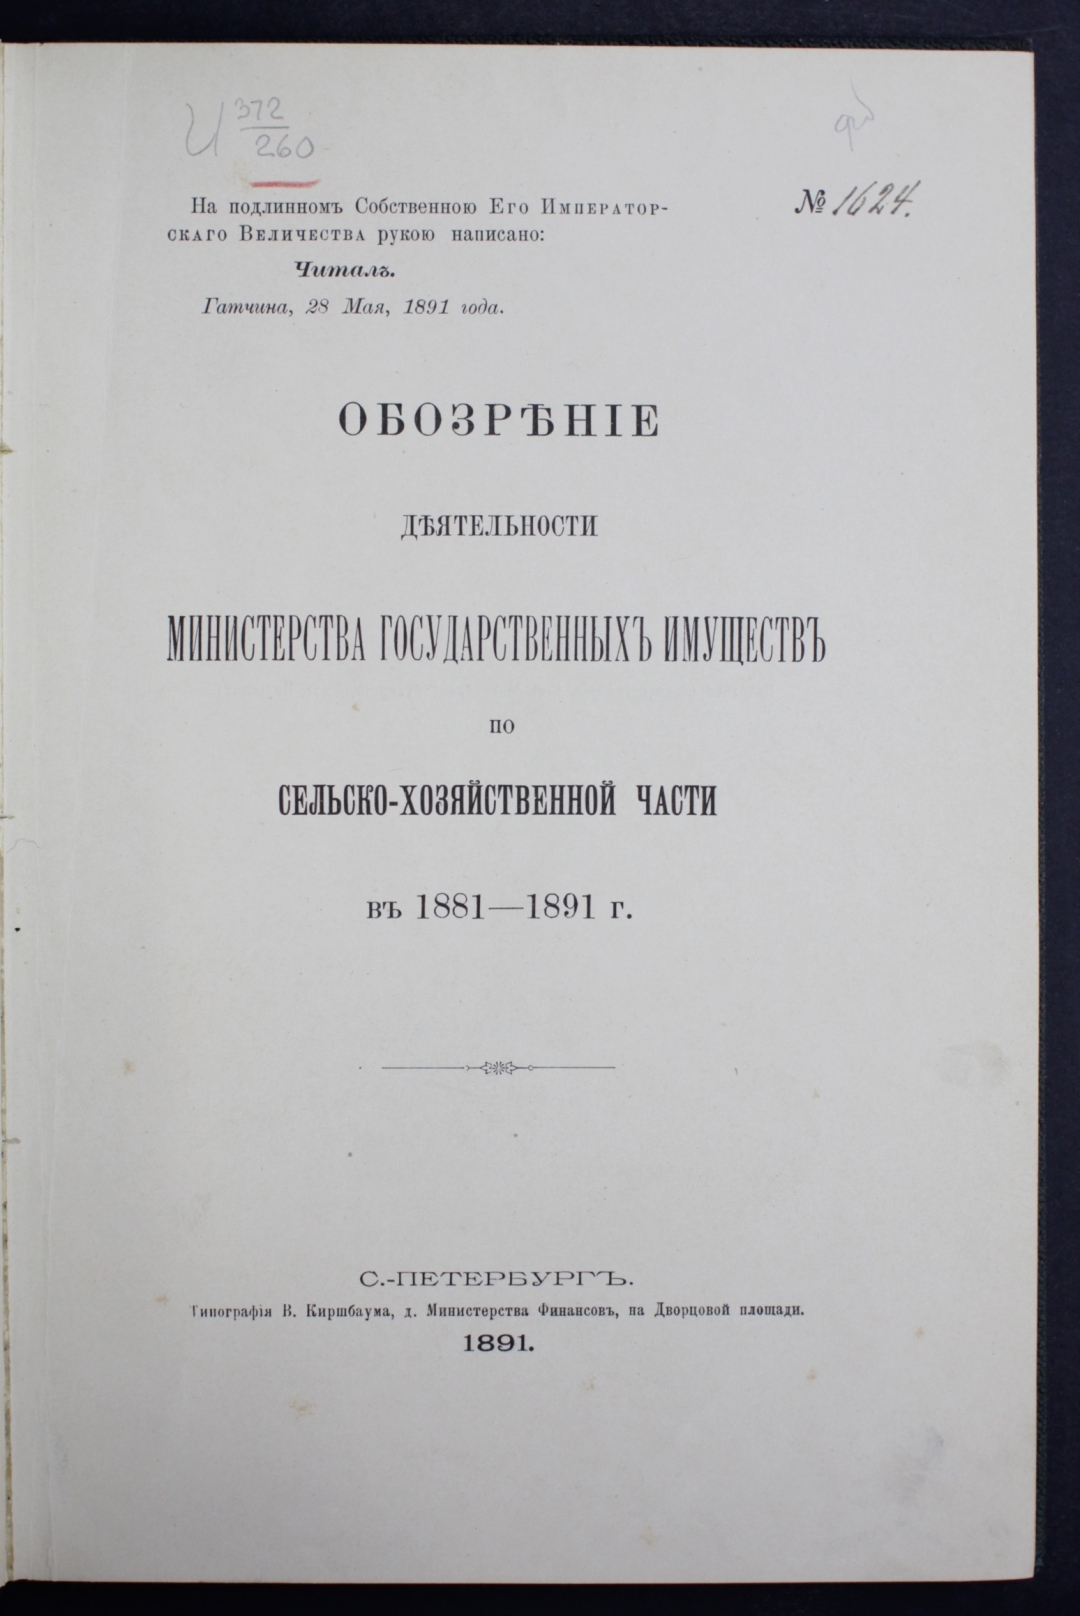 И 372
260
На подлинномъ Собственною Его Император-
скаго Величества рукою написано:
№ 1624.
Читалъ.
Гатчина, 28 Мая, 1891 года.
ОБОЗРѢНІЕ
ДѢЯТЕЛЬНОСТИ
МИНИСТЕРСТВА ГОСУДАРСТВЕННЫХЪ ИМУЩЕСТВЪ
ПО
СЕЛЬСКО-ХОЗЯЙСТВЕННОЙ ЧАСТИ
въ 1881—1891 г.
С.-ПЕТЕРБУРГЪ.
Типографія В. Киршбаума, д. Министерства Финансовъ, на Дворцовой площади.
1891.